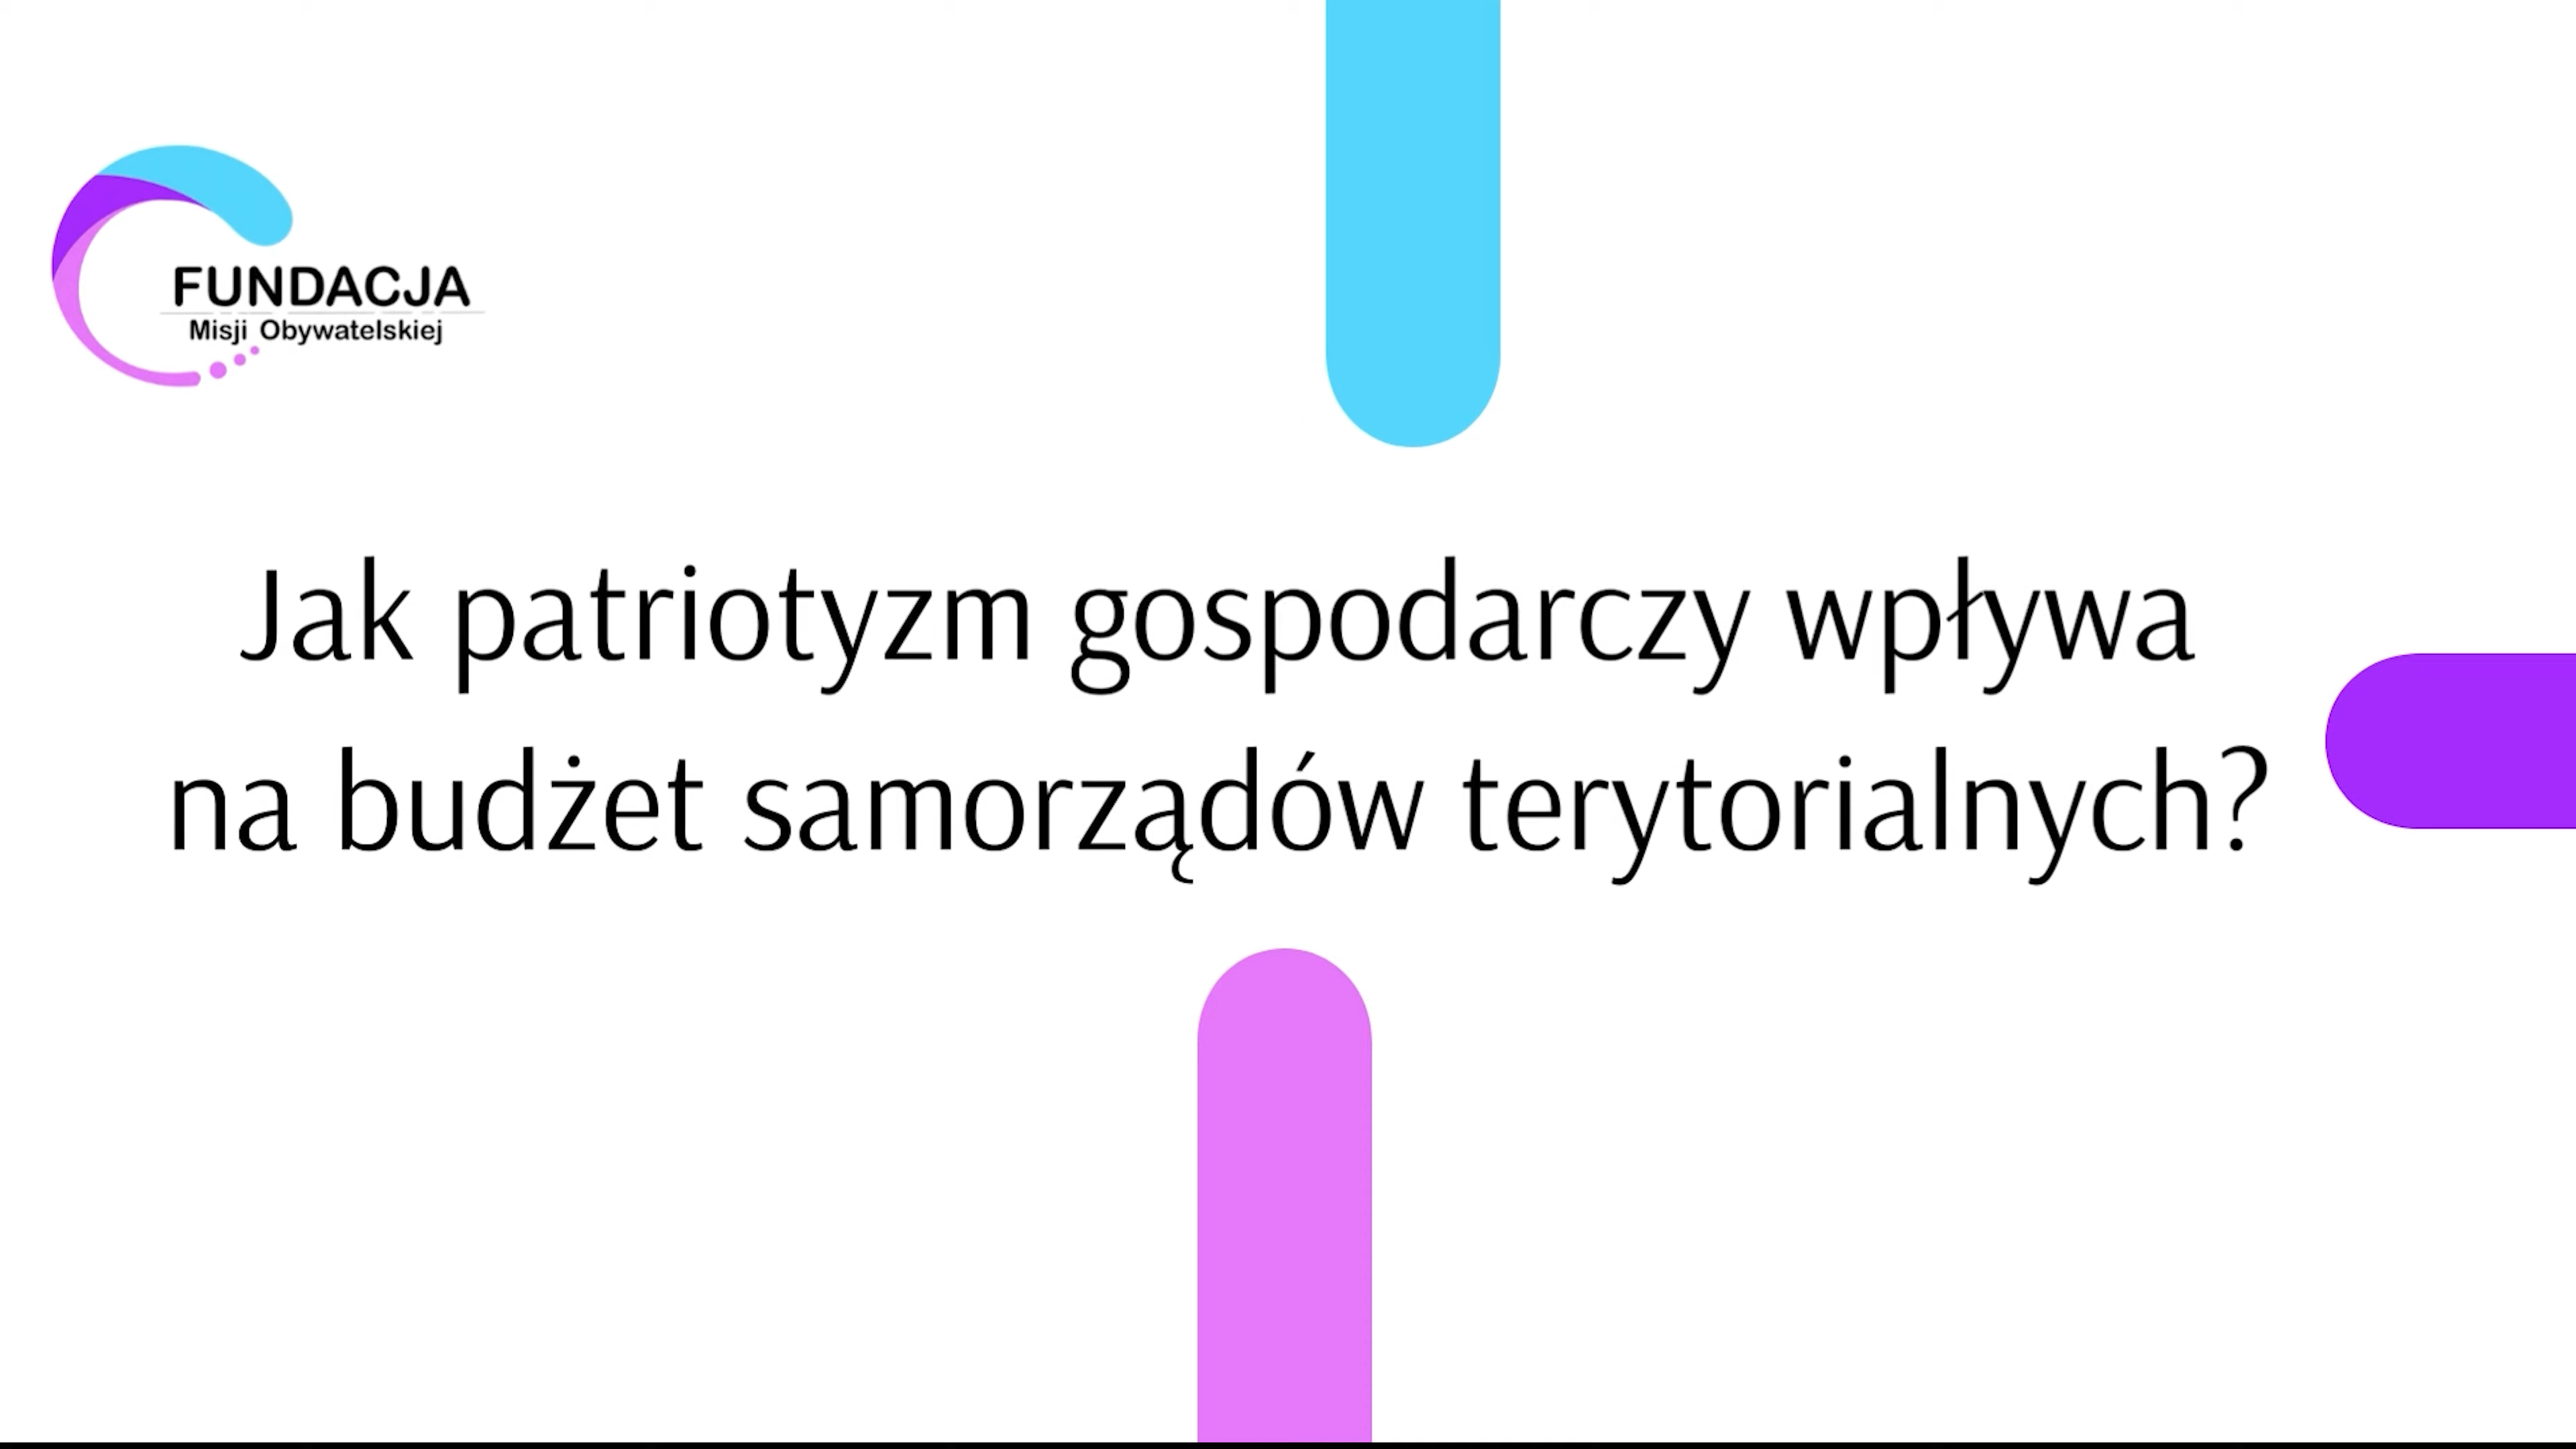 FUNDACJA
Misji Obywatelskiej
Jak patriotyzm gospodarczy wpływa
na budżet samorządów terytorialnych?